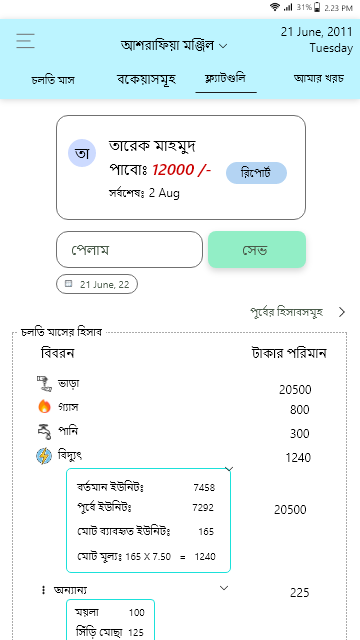 31% 2.23 PM
আশরাফিয়া মঞ্জিল
21 June, 2011
Tuesday
চলতি মাস বকেয়াসমূহ ফ্ল্যাটগুলি আমার খরচ
তা
তারেক মাহমুদ
পাবোঃ 12000 /-
রিপোর্ট
সর্বশেষঃ 2 Aug
পেলাম সেভ
21 June, 22
পূর্বের হিসাবসমূহ
চলতি মাসের হিসাব
বিবরন টাকার পরিমান
ভাড়া 20500
গ্যাস 800
পানি 300
বিদ্যুৎ 1240
বর্তমান ইউনিটঃ 7458
পূর্বে ইউনিটঃ 7292
20500
মোট ব্যবহৃত ইউনিটঃ 165
মোট মূল্যঃ 165 X 7.50 = 1240
অন্যান্য 225
ময়লা 100
সিঁড়ি মোছা 125